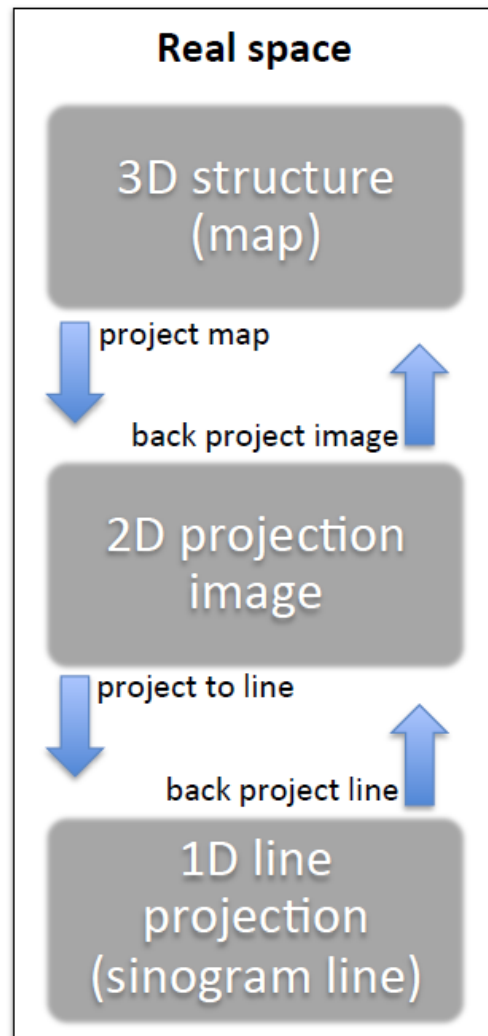 Real space
3D structure
(map)
project map
back project image
2D projection
image
project to line
back project line
1D line
projection
(sinogram line)